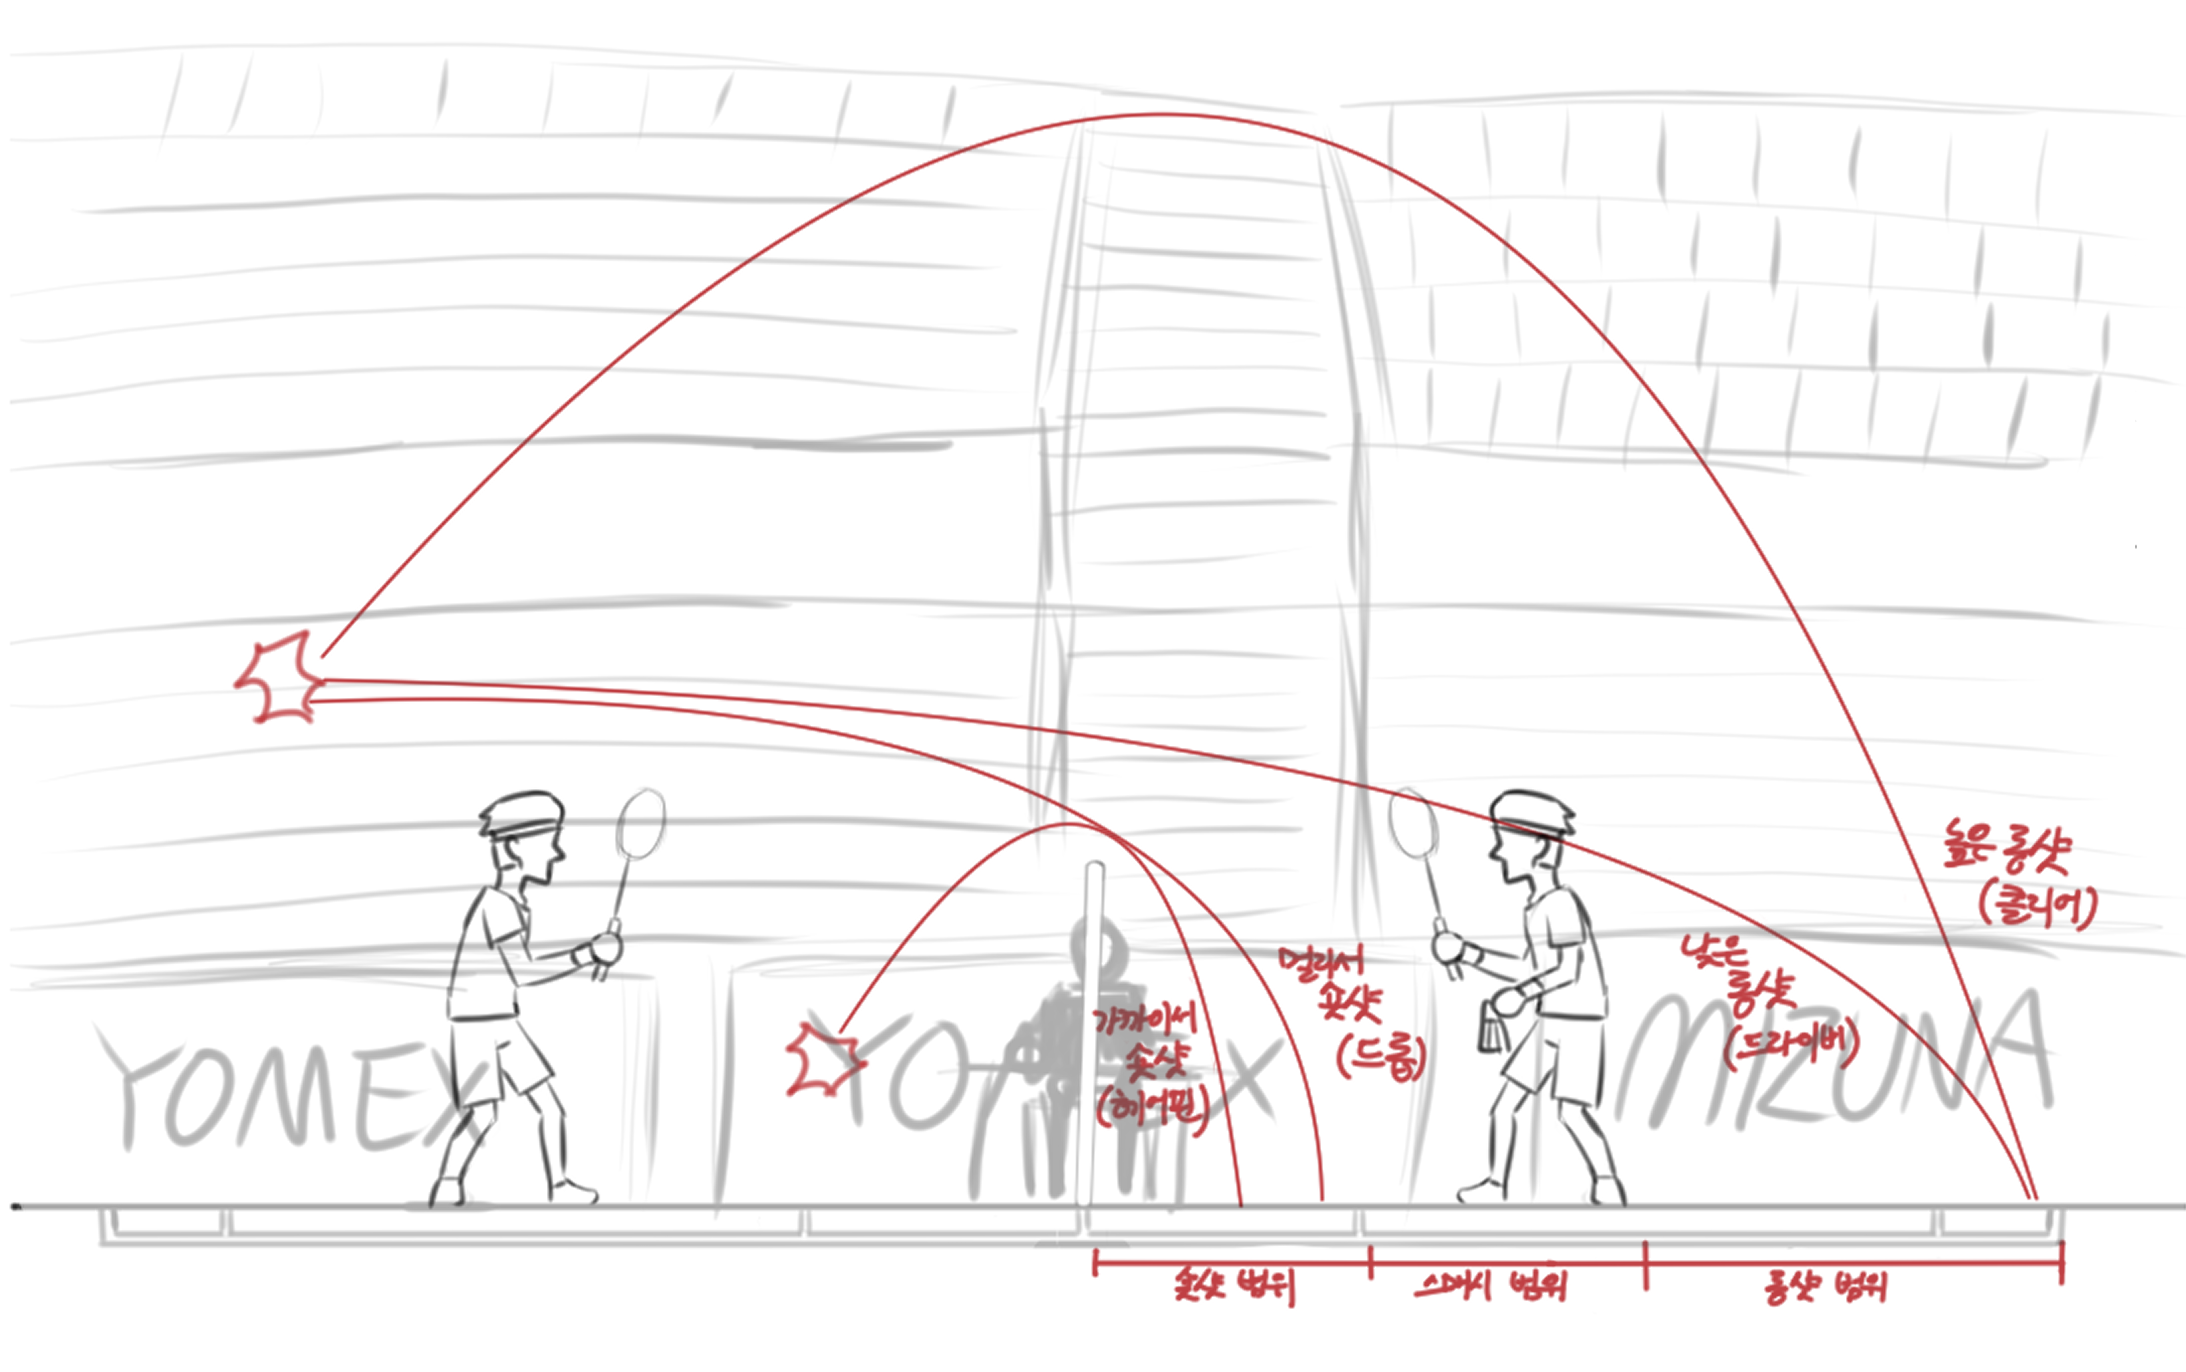 높은 롱샷
(클리어)
멀리서
숏샷
(드롭)
낮은
롱샷
(드라이버)
가까이서
숏샷
(헤어핀)
YOMEX
YO
X
MIZUNA
숏샷 범위
스매시 범위
롱샷 범위